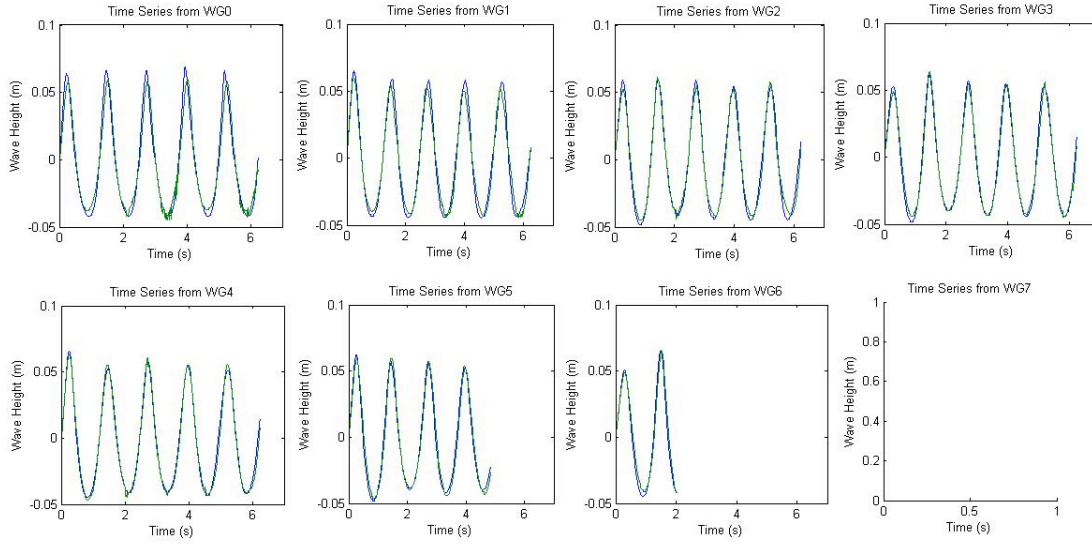 Time Series from WG0
0.1
0.05
0
-0.05
Wave Height (m)
0 2 4 6
Time (s)
Time Series from WG1
0.1
0.05
0
-0.05
Wave Height (m)
0 2 4 6
Time (s)
Time Series from WG2
0.1
0.05
0
-0.05
Wave Height (m)
0 2 4 6
Time (s)
Time Series from WG3
0.1
0.05
0
-0.05
Wave Height (m)
0 2 4 6
Time (s)
Time Series from WG4
0.1
0.05
0
-0.05
Wave Height (m)
0 2 4 6
Time (s)
Time Series from WG5
0.1
0.05
0
-0.05
Wave Height (m)
0 2 4 6
Time (s)
Time Series from WG6
0.1
0.05
0
-0.05
Wave Height (m)
0 2 4 6
Time (s)
Time Series from WG7
1
0.8
0.6
0.4
0.2
0
Wave Height (m)
0 0.5 1
Time (s)